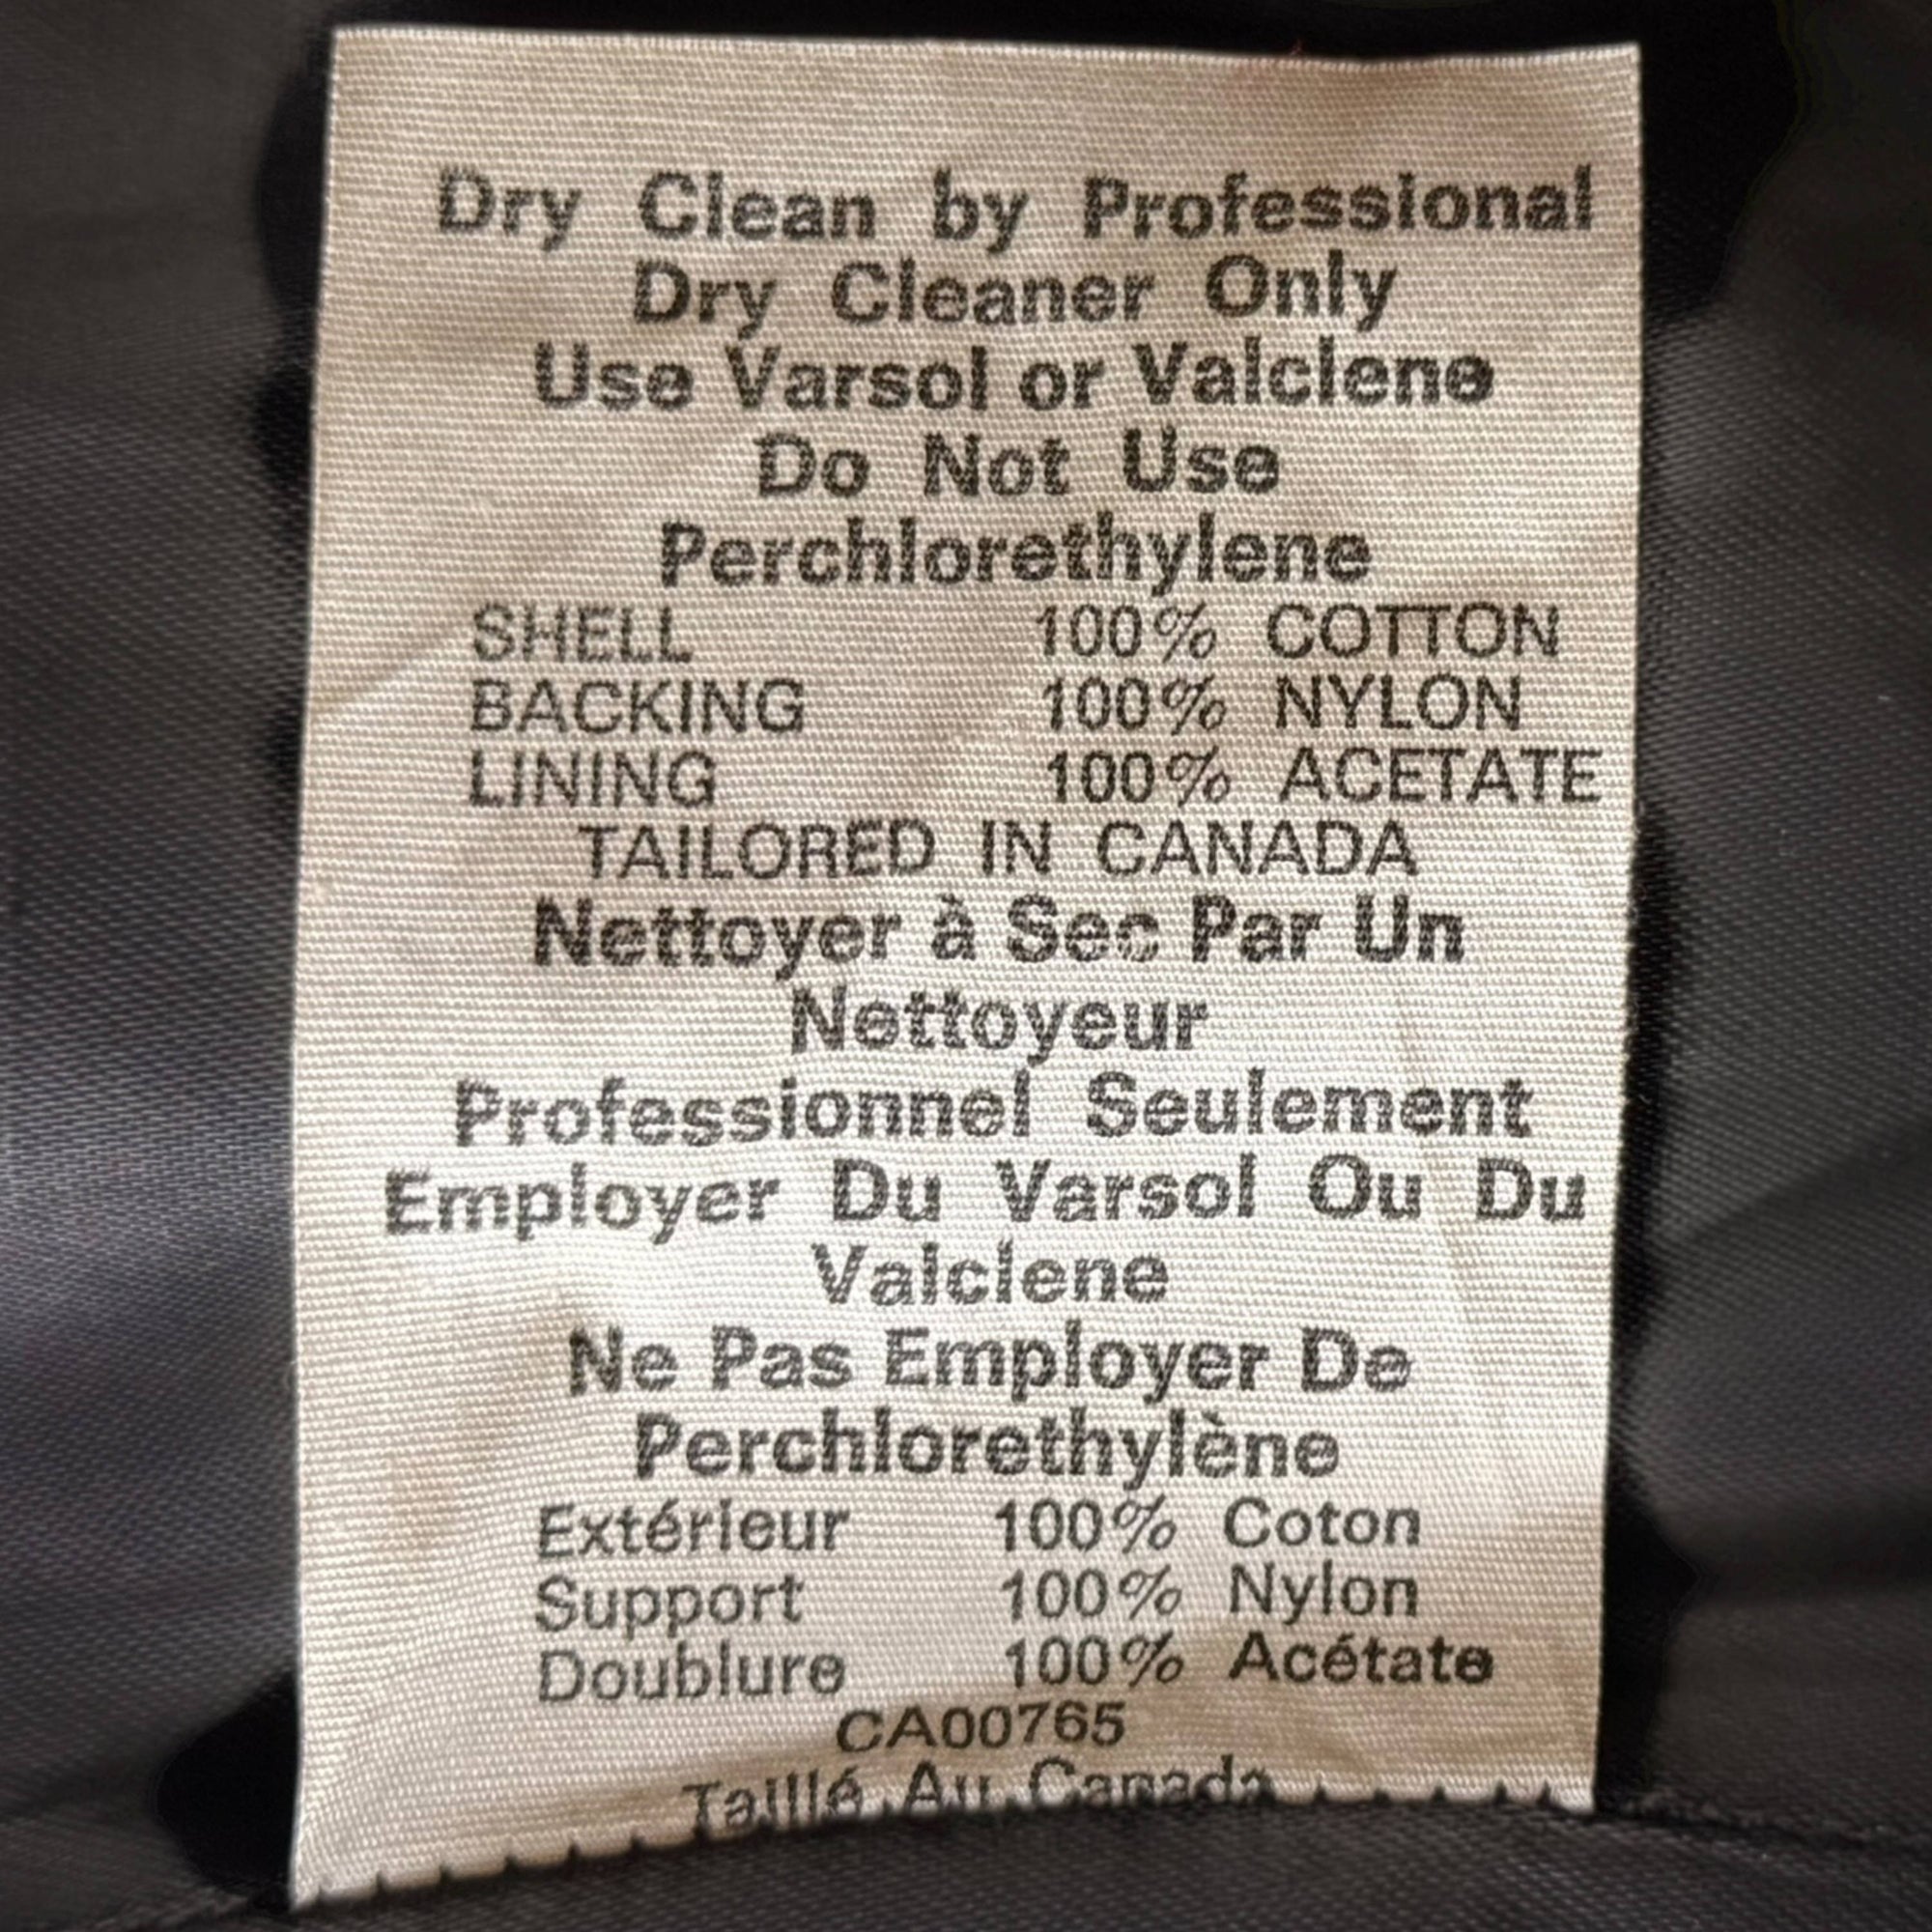 Dry Clean by Professional
Dry Cleaner Only
Use Varsol or Valclene
Do Not Use
Perchlorethylene
SHELL 100% COTTON
BACKING 100% NYLON
LINING 100% ACETATE
TAILORED IN CANADA
Nettoyer à Sec Par Un
Nettoyeur
Professionnel Seulement
Employer Du Varsol Ou Du
Valclene
Ne Pas Employer De
Perchlorethylène
Extérieur 100% Coton
Support 100% Nylon
Doublure 100% Acétate
CA00765
Taillé Au Canada